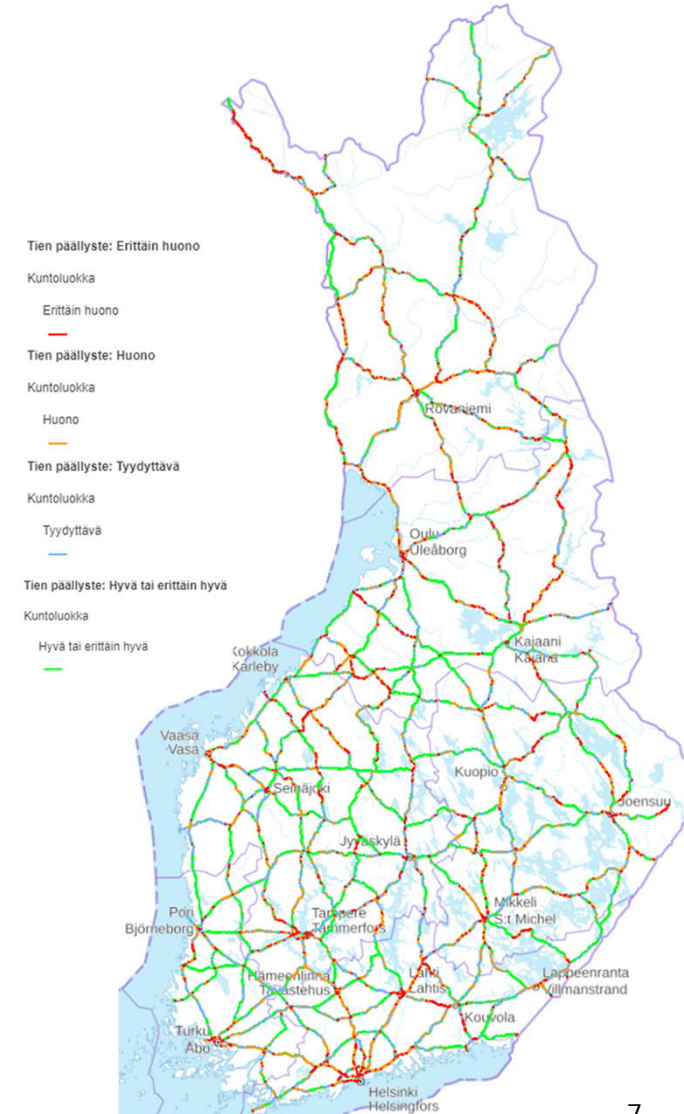 Tien päällyste: Erittäin huono
Kuntoluokka
Erittäin huono
Tien päällyste: Huono
Kuntoluokka
Huono
Tien päällyste: Tyydyttävä
Kuntoluokka
Tyydyttävä
Tien päällyste: Hyvä tai erittäin hyvä
Kuntoluokka
Hyvä tai erittäin hyvä
Rovaniemi
Oulu
Uleåborg
Kajaani
Kajana
Kokkola
Karleby
Vaasa
Vasa
Kuopio
Seinäjoki
Joensuu
Jyväskylä
Mikkeli
S:t Michel
Pori
Björneborg
Tampere
Tammerfors
Hämeenlinna
Tavastehus
Lahti
Lahtis
Lappeenranta
Villmanstrand
Kouvola
Turku
Åbo
Helsinki
Helsingfors
7